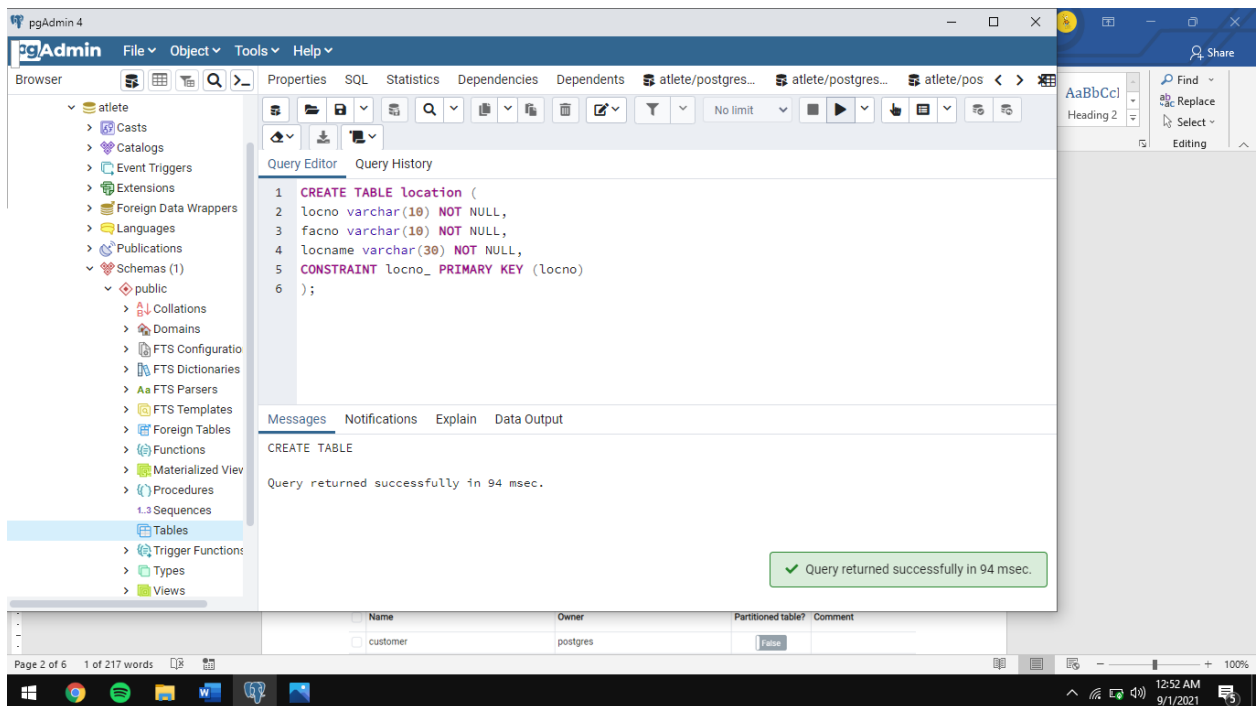 pgAdmin 4
pgAdmin File Object Tools Help
Share
Browser
Properties SQL Statistics Dependencies Dependents atlete/postgres... atlete/postgres... atlete/pos
No limit
Query Editor Query History
1 CREATE TABLE location (
2 locno varchar(10) NOT NULL,
3 facno varchar(10) NOT NULL,
4 locname varchar(30) NOT NULL,
5 CONSTRAINT locno_ PRIMARY KEY (locno)
6 );
Messages Notifications Explain Data Output
CREATE TABLE
Query returned successfully in 94 msec.
Query returned successfully in 94 msec.
atlete
Casts
Catalogs
Event Triggers
Extensions
Foreign Data Wrappers
Languages
Publications
Schemas (1)
public
Collations
Domains
FTS Configuratio
FTS Dictionaries
Aa FTS Parsers
FTS Templates
Foreign Tables
Functions
Materialized View
Procedures
1..3 Sequences
Tables
Trigger Functions
Types
Views
AaBbCcI
Heading 2
Find
Replace
Select
Editing
Name Owner Partitioned table? Comment
customer postgres False
Page 2 of 6 1 of 217 words 100%
12:52 AM
9/1/2021
5